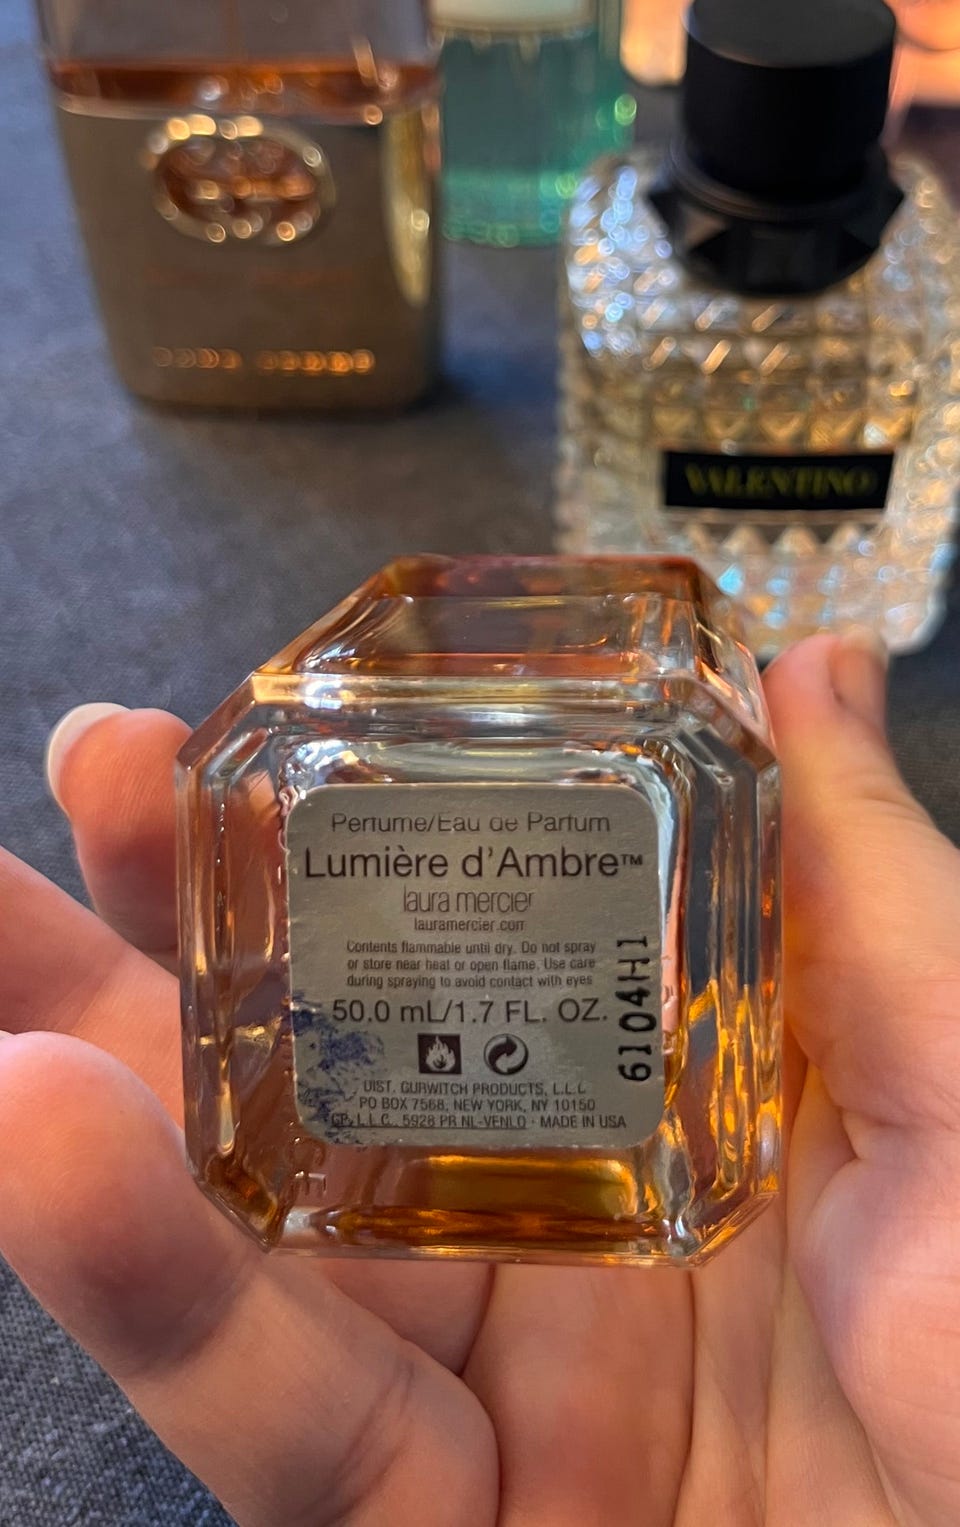 VALENTINO
Perfume/Eau de Parfum
Lumière d'Ambre™
laura mercier
lauramercier.com
Contents flammable until dry. Do not spray
or store near heat or open flame. Use care
during spraying to avoid contact with eyes
50.0 mL/1.7 FL. OZ.
6104H1
DIST. GURWITCH PRODUCTS, L.L.C
PO BOX 7568, NEW YORK, NY 10150
GP, L.L.C., 5928 PR NL-VENLO · MADE IN USA